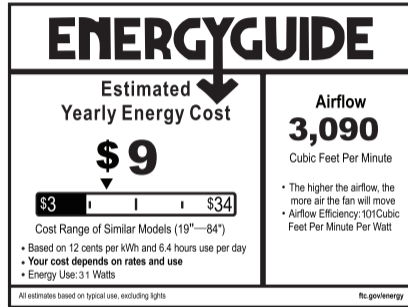 ENERGYGUIDE
Estimated
Yearly Energy Cost
$9
$3 $34
Cost Range of Similar Models (19"—84")
• Based on 12 cents per kWh and 6.4 hours use per day
• Your cost depends on rates and use
• Energy Use: 31 Watts
Airflow
3,090
Cubic Feet Per Minute
• The higher the airflow, the
more air the fan will move
• Airflow Efficiency:101Cubic
Feet Per Minute Per Watt
All estimates based on typical use, excluding lights
ftc.gov/energy